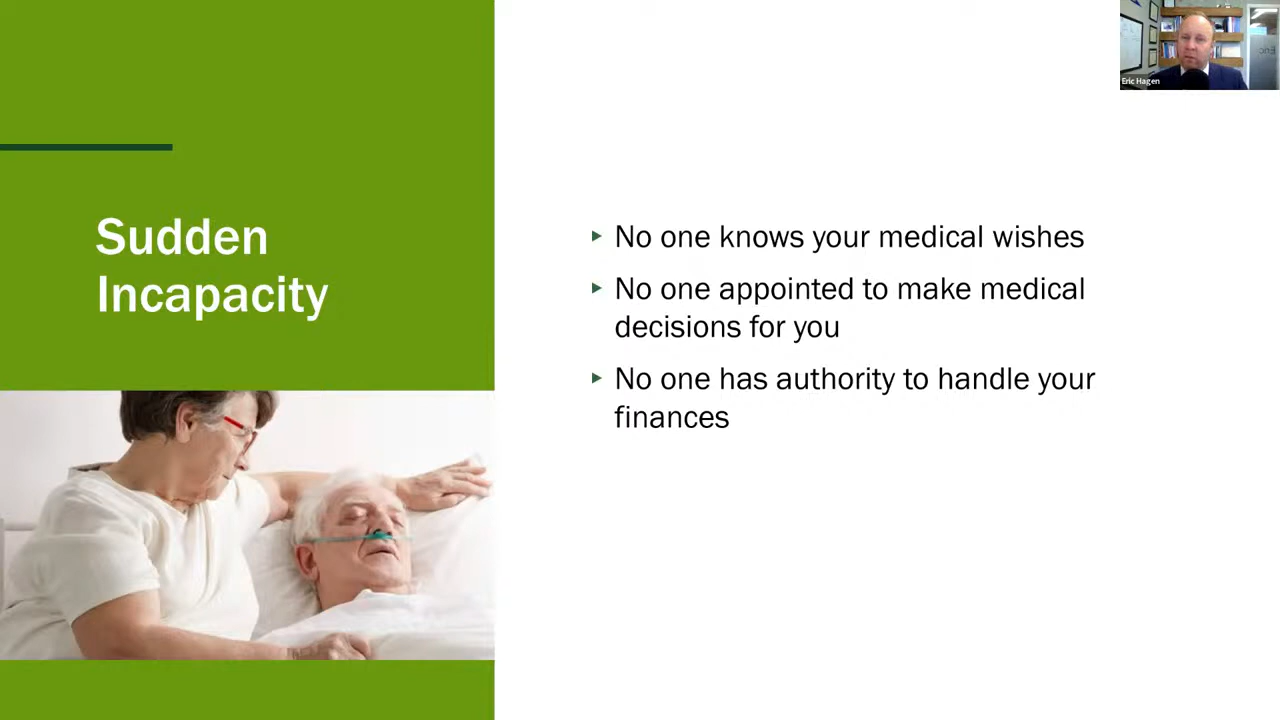 Eric Hagen
Sudden
Incapacity
No one knows your medical wishes
No one appointed to make medical
decisions for you
No one has authority to handle your
finances